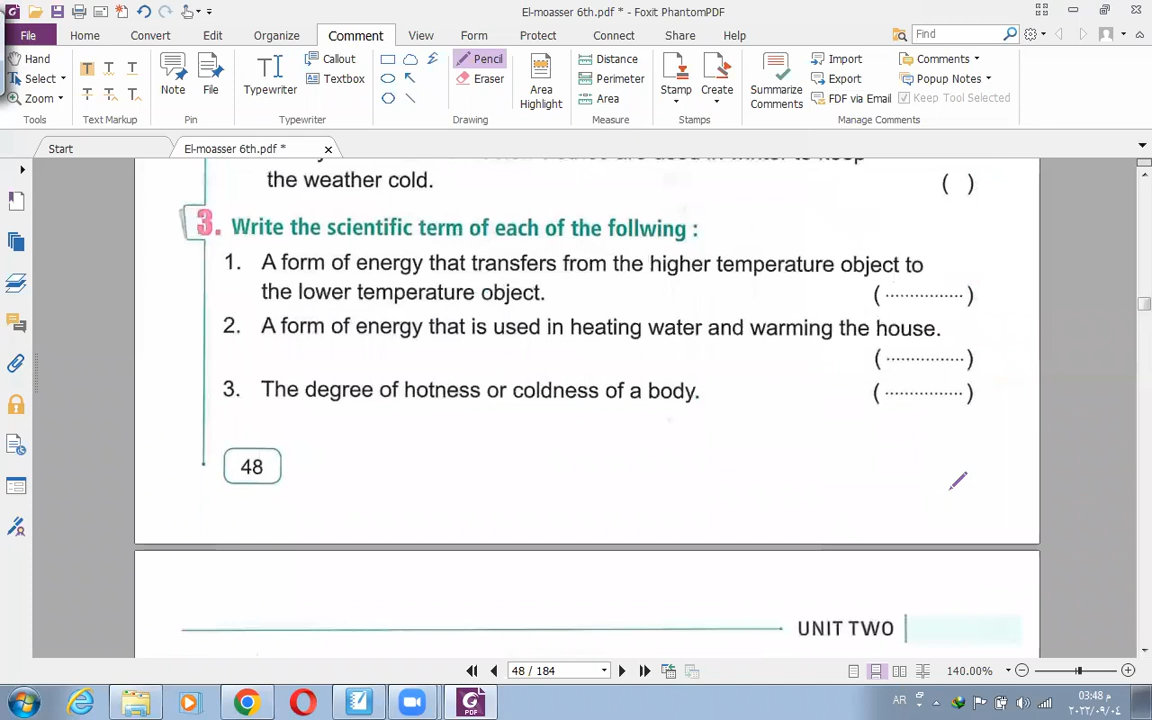 El-moasser 6th.pdf * - Foxit PhantomPDF
File Home Convert Edit Organize Comment View Form Protect Connect Share Help Find
Hand
Select
Zoom
Tools
Text Markup
Note
File
Pin
Typewriter
Callout
Textbox
Typewriter
Pencil
Eraser
Area Highlight
Drawing
Distance
Perimeter
Area
Measure
Stamp
Create
Stamps
Summarize Comments
Import
Export
FDF via Email
Comments
Popup Notes
Keep Tool Selected
Manage Comments
Start El-moasser 6th.pdf *
the weather cold. ( )
3. Write the scientific term of each of the follwing :
1. A form of energy that transfers from the higher temperature object to
the lower temperature object. (...............)
2. A form of energy that is used in heating water and warming the house.
(...............)
3. The degree of hotness or coldness of a body. (...............)
48
UNIT TWO
48 / 184 140.00%
AR 03:48 م
٢٠٢٢/٠٩/٠٤
PDF